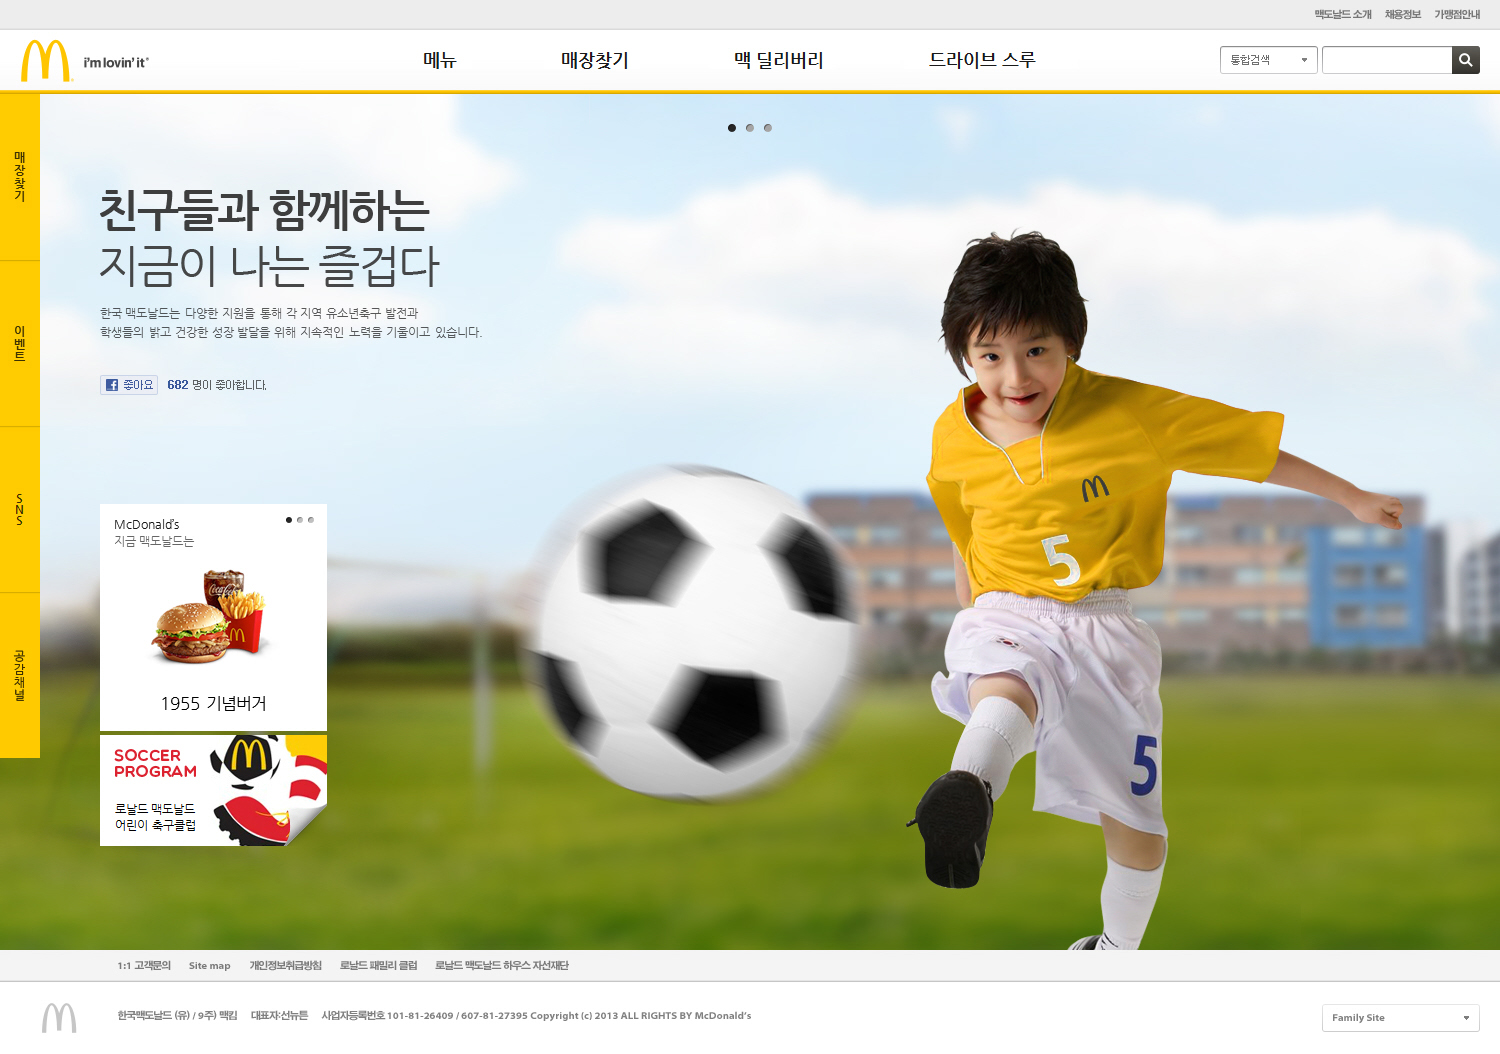 맥도날드 소개 채용정보 가맹점안내
i'm lovin' it
메뉴 매장찾기 맥 딜리버리 드라이브 스루
통합검색
매장찾기
이벤트
SNS
공감채널
친구들과 함께하는
지금이 나는 즐겁다
한국 맥도날드는 다양한 지원을 통해 각 지역 유소년축구 발전과
학생들의 밝고 건강한 성장 발달을 위해 지속적인 노력을 기울이고 있습니다.
좋아요 682 명이 좋아합니다.
5
5
McDonald's
지금 맥도날드는
Coca-Cola
1955 기념버거
SOCCER
PROGRAM
로날드 맥도날드
어린이 축구클럽
1:1 고객문의 Site map 개인정보취급방침 로날드 패밀리 클럽 로날드 맥도날드 하우스 자선재단
한국맥도날드 (유) / 9주) 맥킴 대표자:션뉴튼 사업자등록번호 101-81-26409 / 607-81-27395 Copyright (c) 2013 ALL RIGHTS BY McDonald's
Family Site